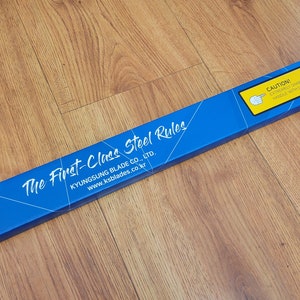 The First-Class Steel Rules
KYUNGSUNG BLADE CO., LTD.
www.ksblades.co.kr
CAUTION!